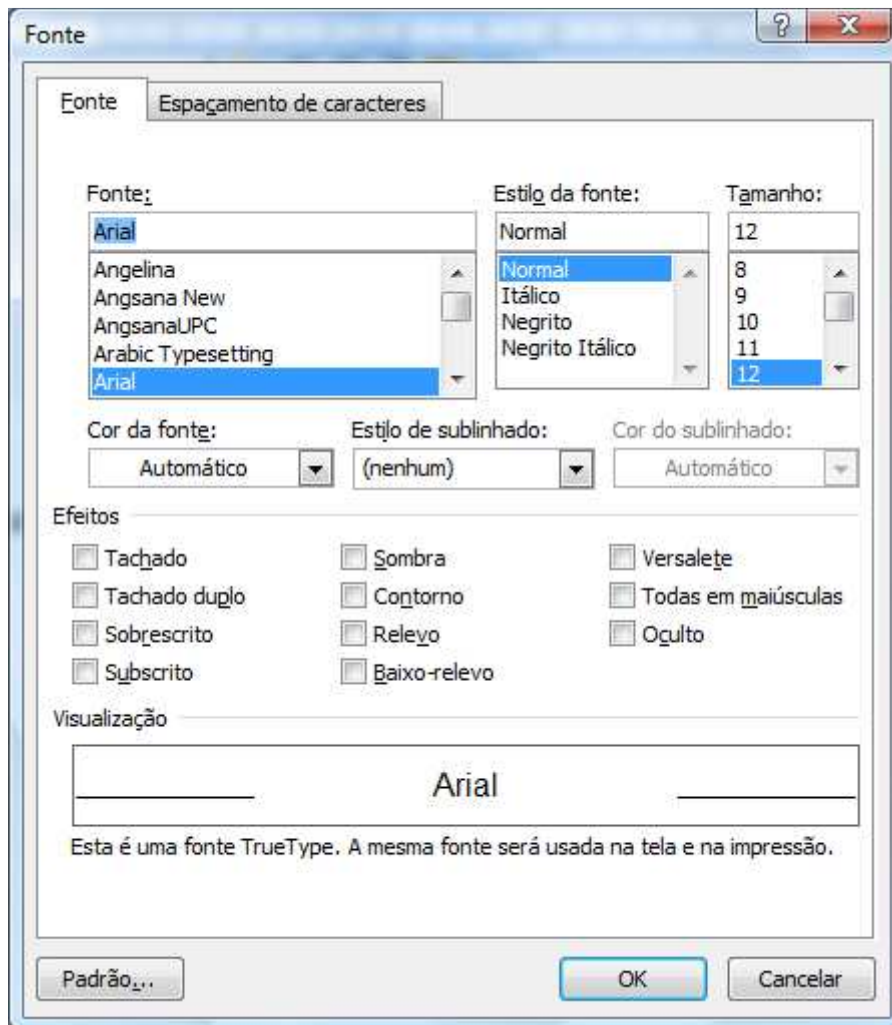 Fonte
Fonte Espaçamento de caracteres
Fonte: Estilo da fonte: Tamanho:
Arial Normal 12
Angelina Normal 8
Angsana New Itálico 9
AngsanaUPC Negrito 10
Arabic Typesetting Negrito Itálico 11
Arial 12
Cor da fonte: Estilo de sublinhado: Cor do sublinhado:
Automático (nenhum) Automático
Efeitos
Tachado Sombra Versalete
Tachado duplo Contorno Todas em maiúsculas
Sobrescrito Relevo Oculto
Subscrito Baixo-relevo
Visualização
Arial
Esta é uma fonte TrueType. A mesma fonte será usada na tela e na impressão.
Padrão... OK Cancelar